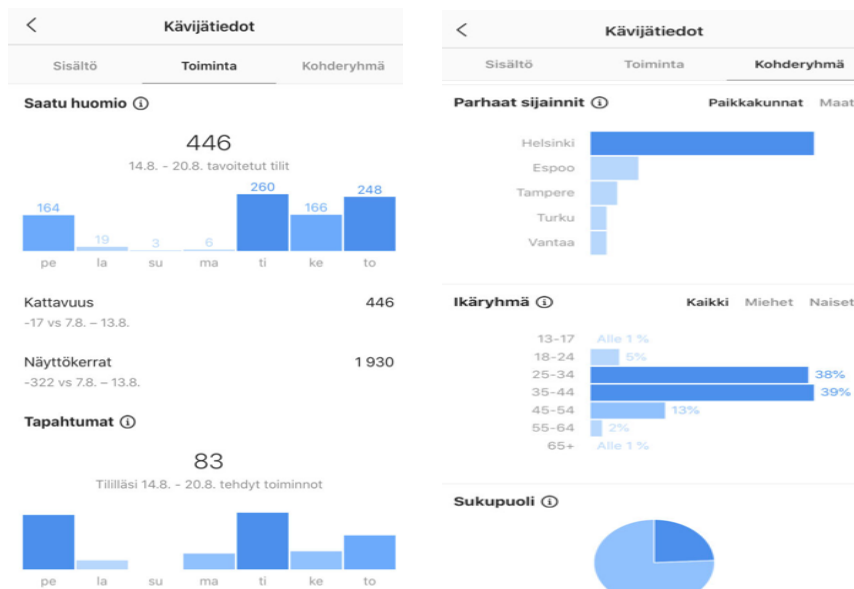 Kävijätiedot
Sisältö Toiminta Kohderyhmä
Saatu huomio
446
14.8. - 20.8. tavoitetut tilit
164 19 3 6 260 166 248
pe la su ma ti ke to
Kattavuus 446
-17 vs 7.8. – 13.8.
Näyttökerrat 1 930
-322 vs 7.8. – 13.8.
Tapahtumat
83
Tililläsi 14.8. - 20.8. tehdyt toiminnot
pe la su ma ti ke to
Kävijätiedot
Sisältö Toiminta Kohderyhmä
Parhaat sijainnit Paikkakunnat Maat
Helsinki
Espoo
Tampere
Turku
Vantaa
Ikäryhmä Kaikki Miehet Naiset
13-17 Alle 1 %
18-24 5%
25-34 38%
35-44 39%
45-54 13%
55-64 2%
65+ Alle 1 %
Sukupuoli